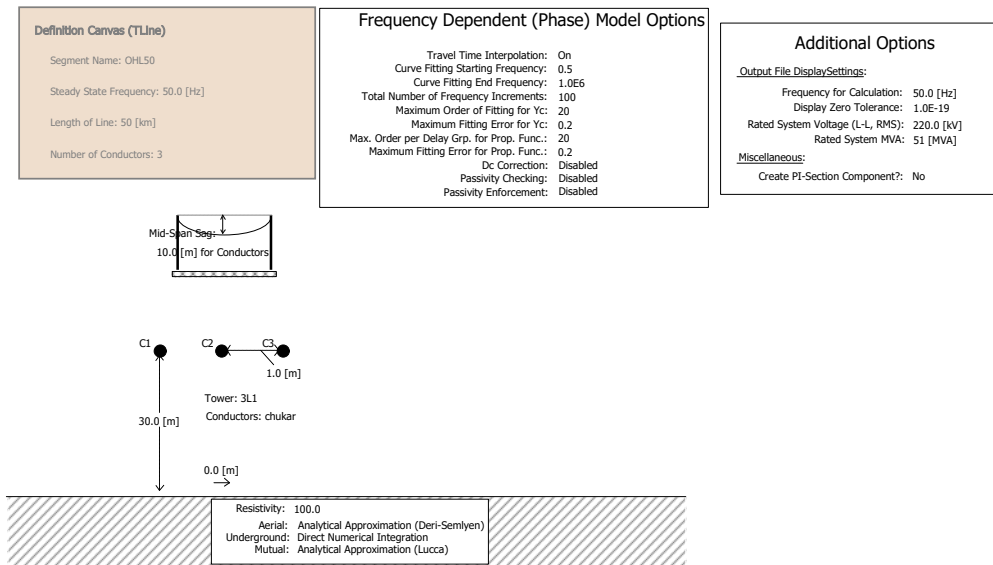 Definition Canvas (TLine)
Segment Name: OHL50
Steady State Frequency: 50.0 [Hz]
Length of Line: 50 [km]
Number of Conductors: 3
Frequency Dependent (Phase) Model Options
Travel Time Interpolation: On
Curve Fitting Starting Frequency: 0.5
Curve Fitting End Frequency: 1.0E6
Total Number of Frequency Increments: 100
Maximum Order of Fitting for Yc: 20
Maximum Fitting Error for Yc: 0.2
Max. Order per Delay Grp. for Prop. Func.: 20
Maximum Fitting Error for Prop. Func.: 0.2
Dc Correction: Disabled
Passivity Checking: Disabled
Passivity Enforcement: Disabled
Additional Options
Output File DisplaySettings:
Frequency for Calculation: 50.0 [Hz]
Display Zero Tolerance: 1.0E-19
Rated System Voltage (L-L, RMS): 220.0 [kV]
Rated System MVA: 51 [MVA]
Miscellaneous:
Create PI-Section Component?: No
Mid-Span Sag:
10.0 [m] for Conductors
C1 C2 C3
1.0 [m]
Tower: 3L1
Conductors: chukar
30.0 [m]
0.0 [m]
Resistivity: 100.0
Aerial: Analytical Approximation (Deri-Semlyen)
Underground: Direct Numerical Integration
Mutual: Analytical Approximation (Lucca)